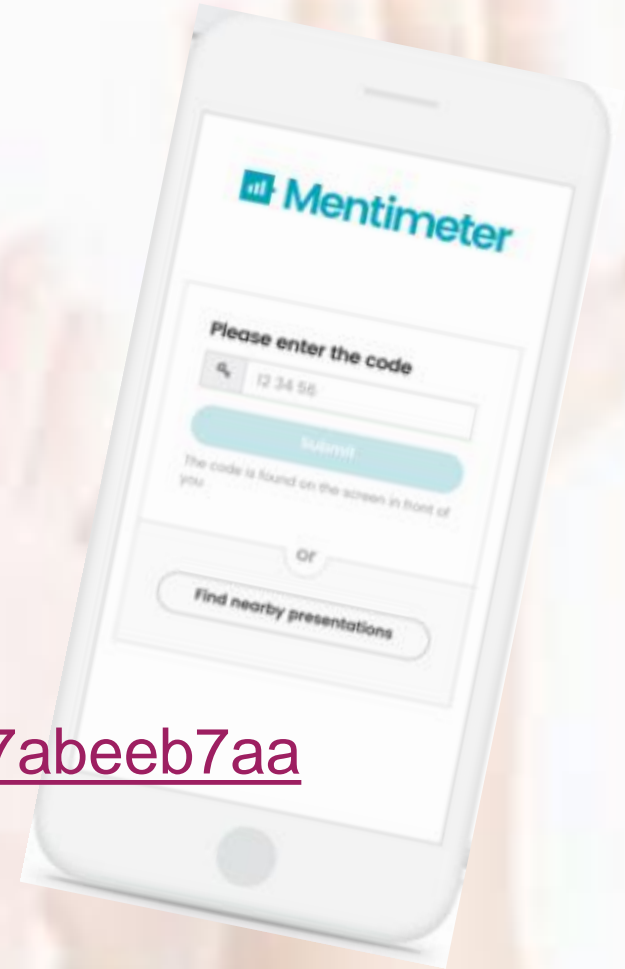 Mentimeter
Please enter the code
12 34 56
Submit
The code is found on the screen in front of
you
or
Find nearby presentations
7abeeb7aa